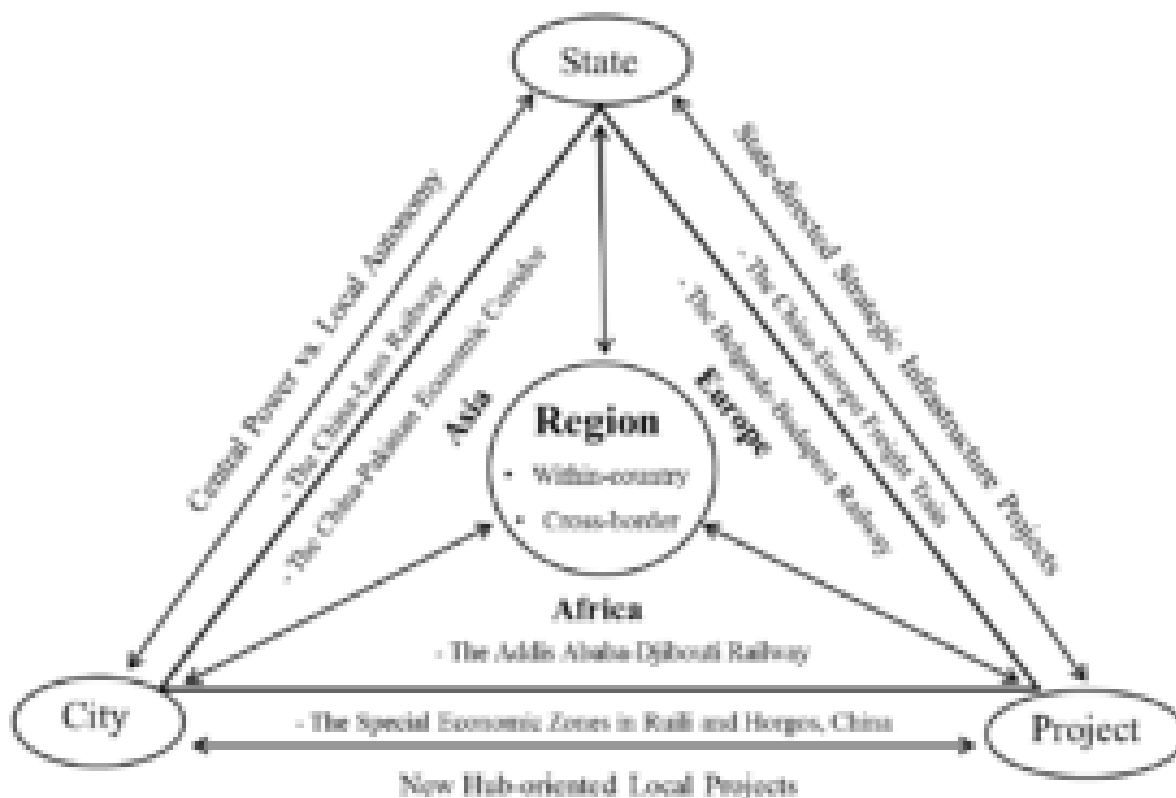 State
Central Power vs. Local Autonomy
- The China-Laos Railway
- The China-Pakistan Economic Corridor
Asia
State-directed Strategic Infrastructure Projects
- The China-Europe Freight Train
- The Belgrade-Budapest Railway
Europe
Region
• Within-country
• Cross-border
Africa
- The Addis Ababa-Djibouti Railway
City
Project
- The Special Economic Zones in Ruili and Horgos, China
New Hub-oriented Local Projects